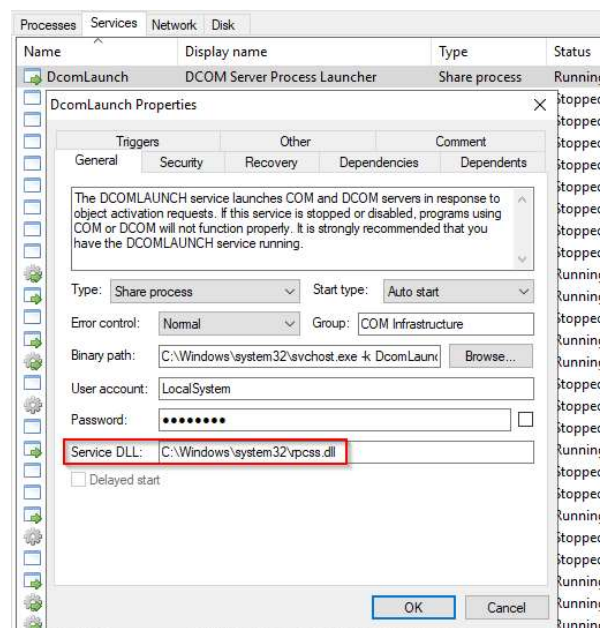 Processes Services Network Disk
Name Display name Type Status
DcomLaunch DCOM Server Process Launcher Share process Running
DcomLaunch Properties
Triggers Other Comment
General Security Recovery Dependencies Dependents
The DCOMLAUNCH service launches COM and DCOM servers in response to
object activation requests. If this service is stopped or disabled, programs using
COM or DCOM will not function properly. It is strongly recommended that you
have the DCOMLAUNCH service running.
Type: Share process Start type: Auto start
Error control: Normal Group: COM Infrastructure
Binary path: C:\Windows\system32\svchost.exe -k DcomLaunc Browse...
User account: LocalSystem
Password: ●●●●●●●●
Service DLL: C:\Windows\system32\rpcss.dll
Delayed start
OK Cancel